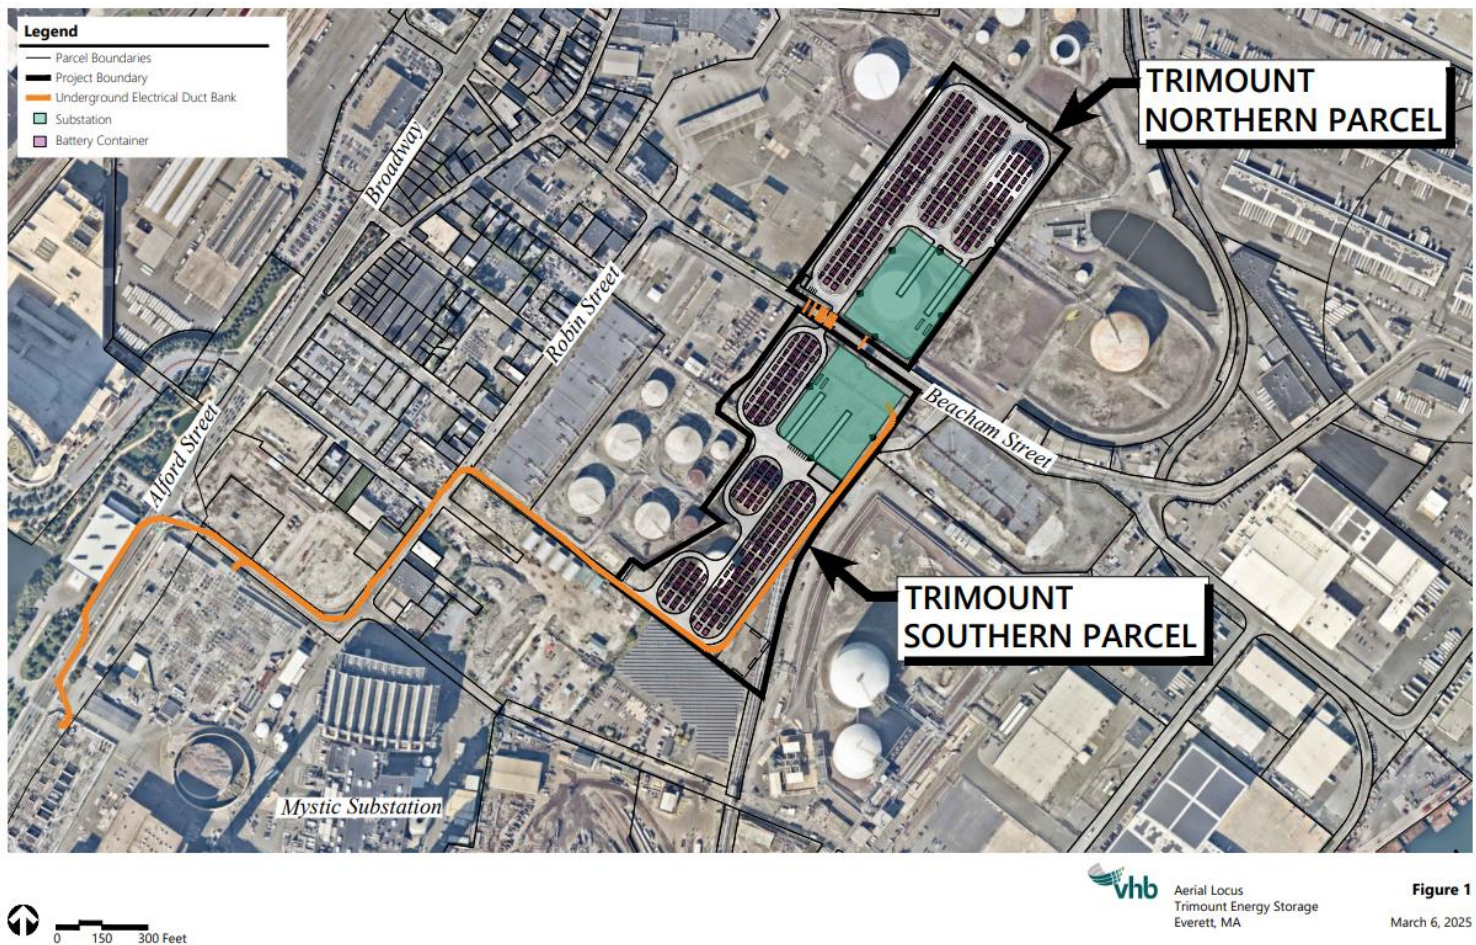 Legend
Parcel Boundaries
Project Boundary
Underground Electrical Duct Bank
Substation
Battery Container
TRIMOUNT
NORTHERN PARCEL
Broadway
Robin Street
Alford Street
Beacham Street
TRIMOUNT
SOUTHERN PARCEL
Mystic Substation
vhb
Aerial Locus
Trimount Energy Storage
Everett, MA
Figure 1
March 6, 2025
0 150 300 Feet